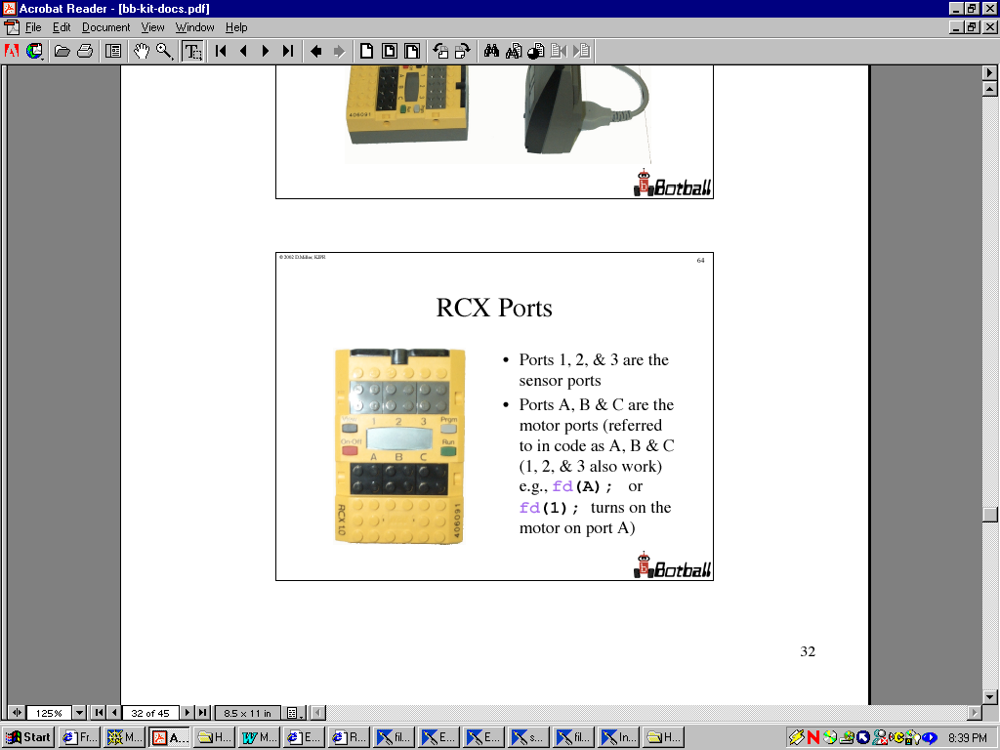 Acrobat Reader - [bb-kit-docs.pdf]
File Edit Document View Window Help
A B C
1 2 3
406091
b Botball
© 2002 D.Miller, KIPR
64
RCX Ports
• Ports 1, 2, & 3 are the
sensor ports
• Ports A, B & C are the
motor ports (referred
to in code as A, B & C
(1, 2, & 3 also work)
e.g., fd(A); or
fd(1); turns on the
motor on port A)
View 1 2 3 Prgm
On-Off Run
A B C
RCX 1.0
406091
b Botball
32
125% 32 of 45 8.5 x 11 in
Start Fr... M... A... H... M... E... R... fil... E... E... s... fil... In... H... 8:39 PM